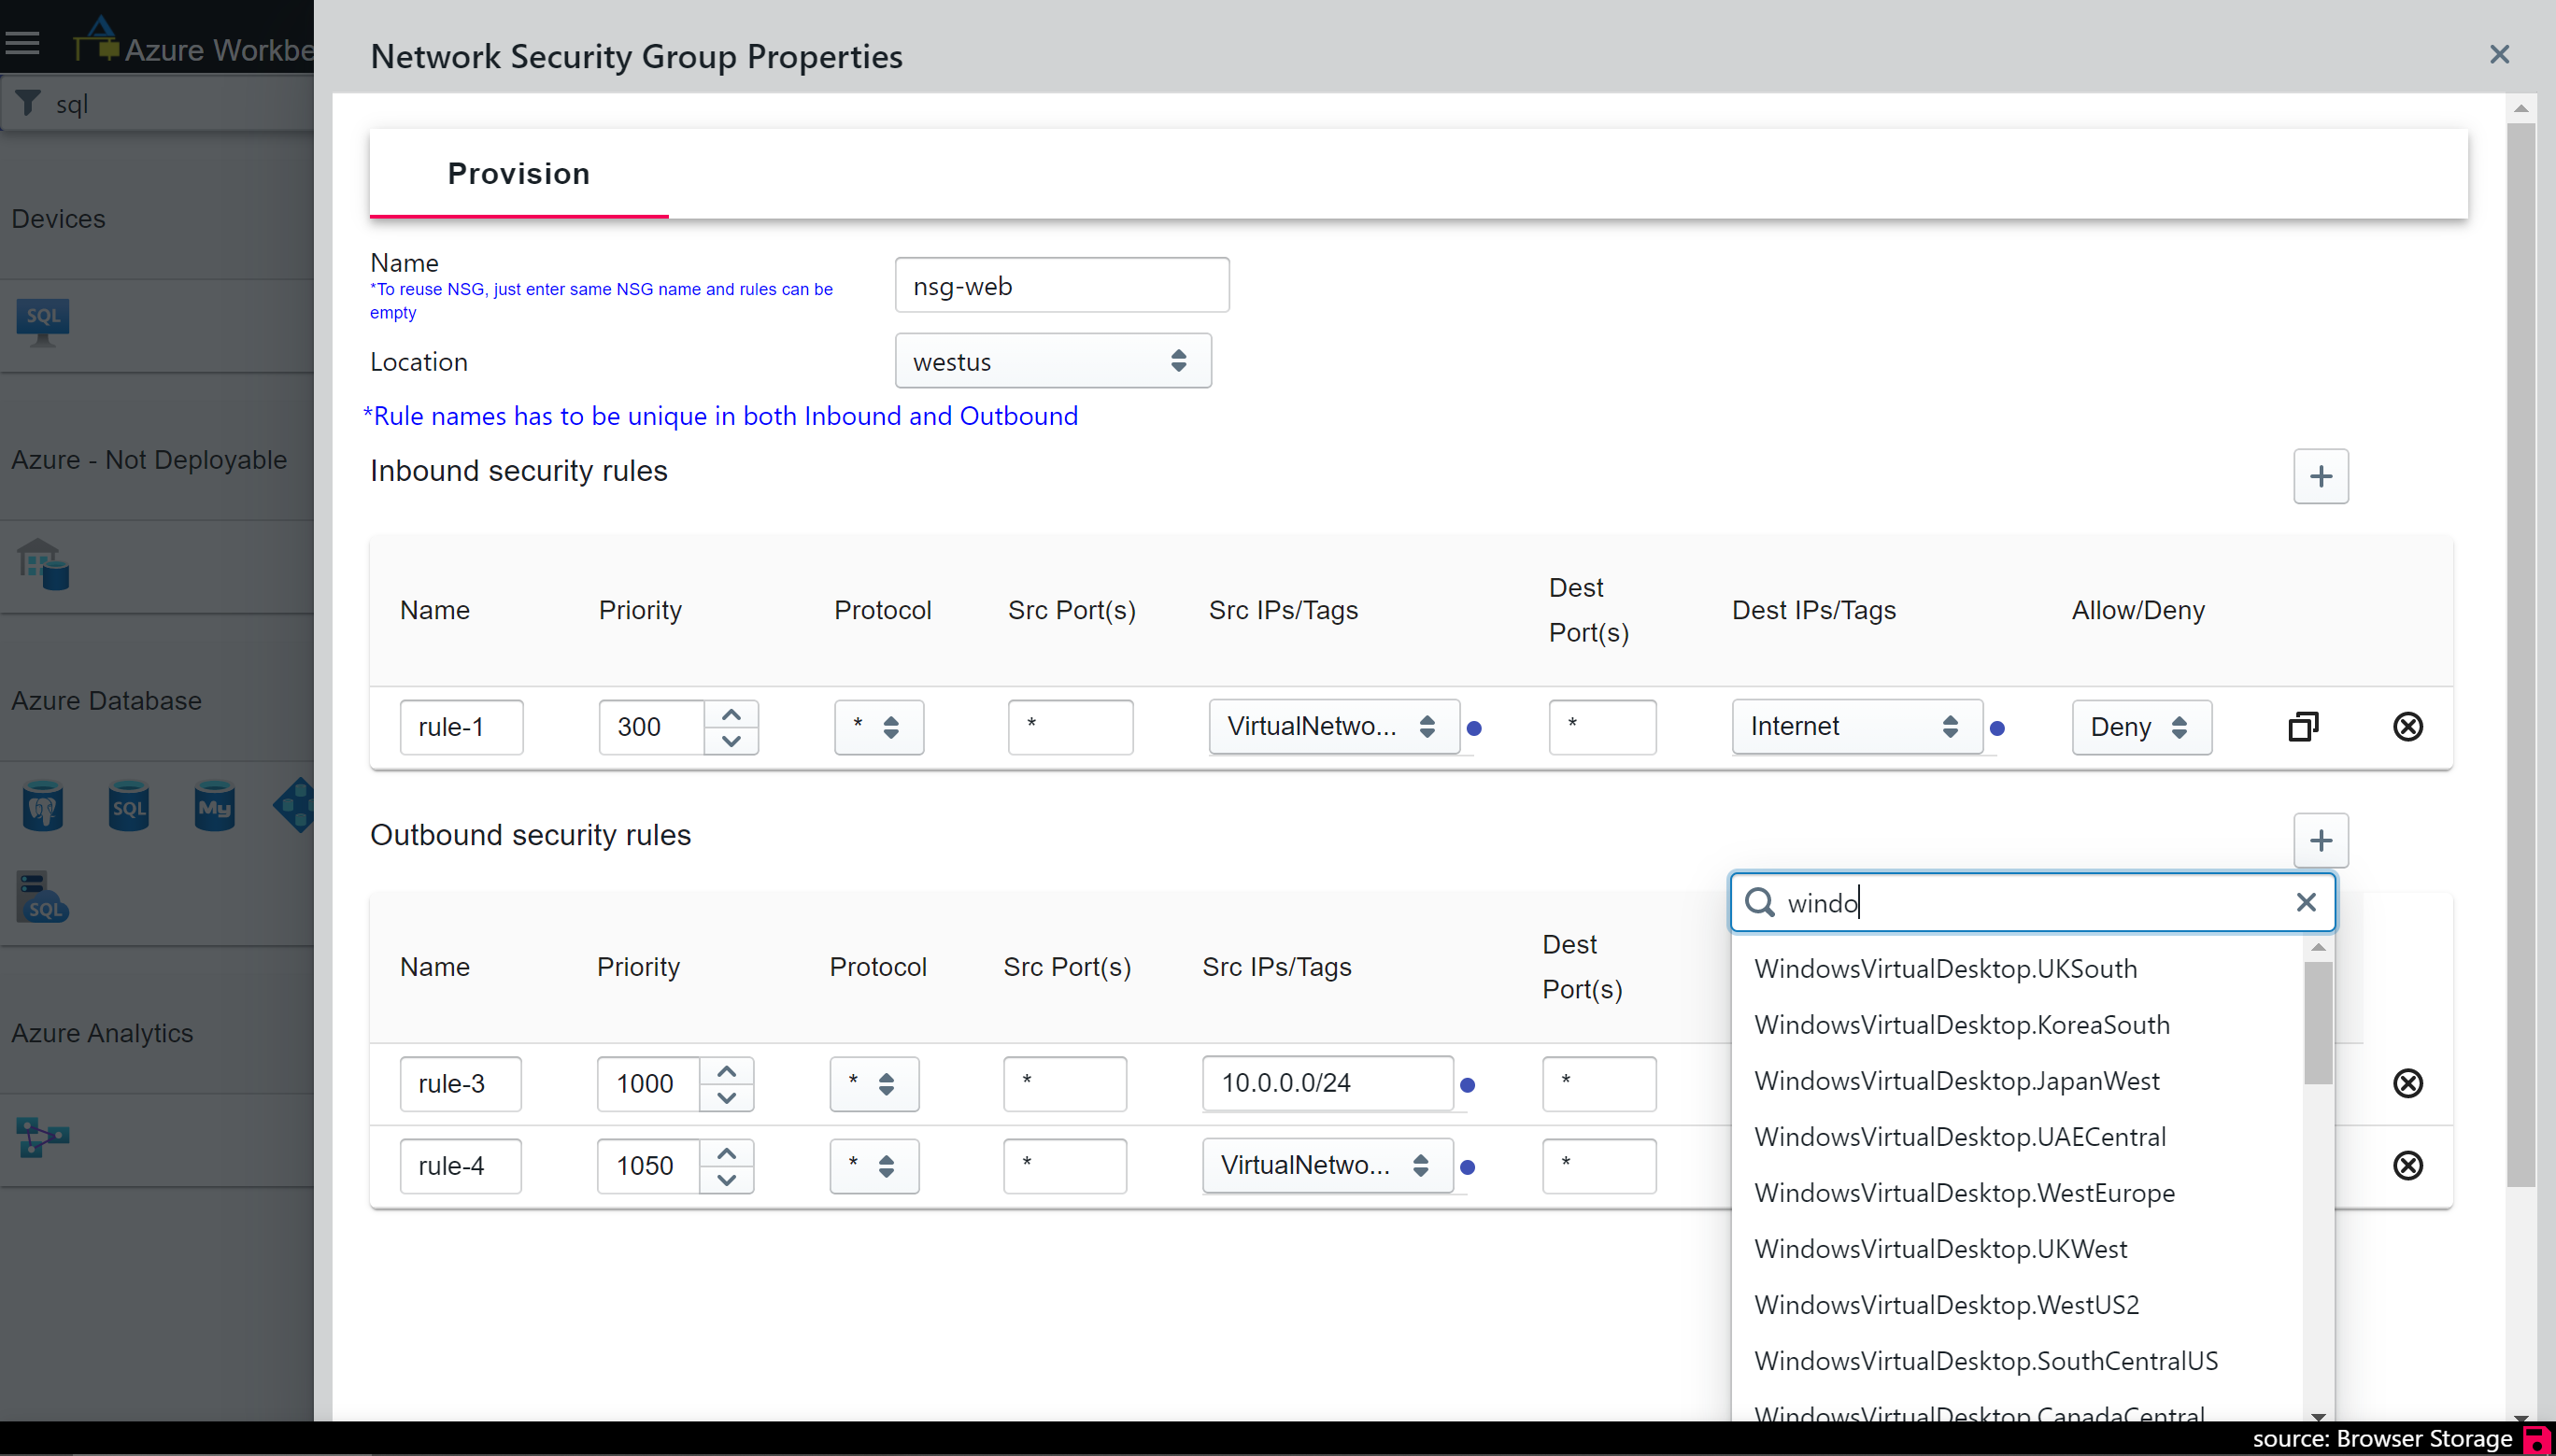 Azure Workbe
Network Security Group Properties
sql
Provision
Devices
Name
*To reuse NSG, just enter same NSG name and rules can be
empty
nsg-web
SQL
Location
westus
*Rule names has to be unique in both Inbound and Outbound
Azure - Not Deployable
Inbound security rules
Name Priority Protocol Src Port(s) Src IPs/Tags Dest Port(s) Dest IPs/Tags Allow/Deny
Azure Database
rule-1 300 * * VirtualNetwo... * Internet Deny
SQL My
Outbound security rules
SQL
windo
Name Priority Protocol Src Port(s) Src IPs/Tags Dest Port(s)
Azure Analytics
rule-3 1000 * * 10.0.0.0/24 *
rule-4 1050 * * VirtualNetwo... *
WindowsVirtualDesktop.UKSouth
WindowsVirtualDesktop.KoreaSouth
WindowsVirtualDesktop.JapanWest
WindowsVirtualDesktop.UAECentral
WindowsVirtualDesktop.WestEurope
WindowsVirtualDesktop.UKWest
WindowsVirtualDesktop.WestUS2
WindowsVirtualDesktop.SouthCentralUS
WindowsVirtualDesktop.CanadaCentral
source: Browser Storage